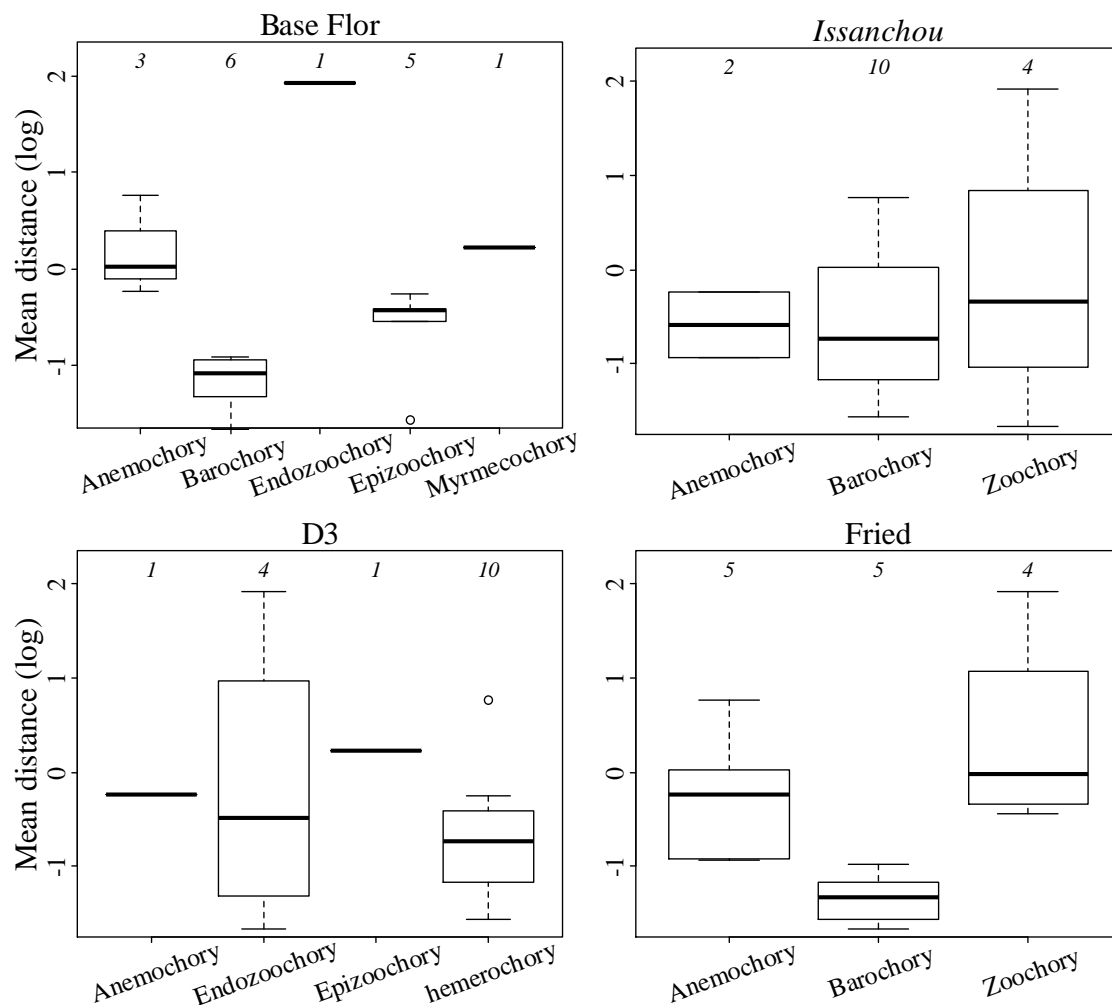 Base Flor
3 6 1 5 1
Mean distance (log)
2
1
0
-1
Anemochory Barochory Endozoochory Epizoochory Myrmecochory
Issanchou
2 10 4
2
1
0
-1
Anemochory Barochory Zoochory
D3
1 4 1 10
Mean distance (log)
2
1
0
-1
Anemochory Endozoochory Epizoochory hemerochory
Fried
5 5 4
2
1
0
-1
Anemochory Barochory Zoochory